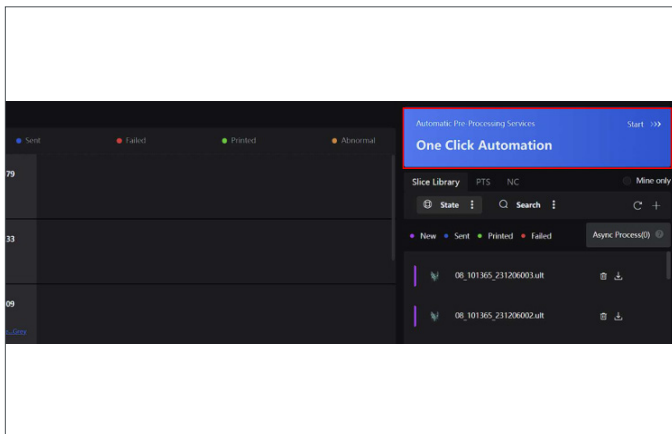 Sent Failed Printed Abnormal
79
33
09
Automatic Pre-Processing Services Start >>>
One Click Automation
Slice Library PTS NC Mine only
State Search
New Sent Printed Failed Async Process(0)
08_101365_231206003.ult
08_101365_231206002.ult